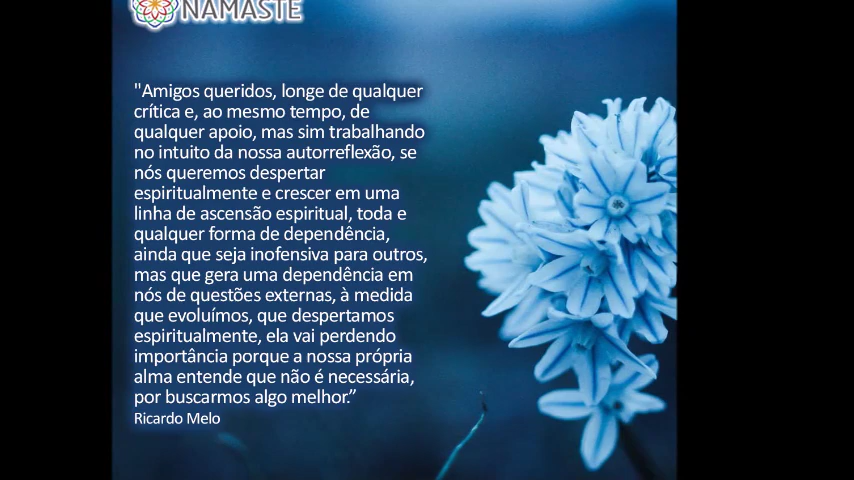 NAMASTE
"Amigos queridos, longe de qualquer
crítica e, ao mesmo tempo, de
qualquer apoio, mas sim trabalhando
no intuito da nossa autorreflexão, se
nós queremos despertar
espiritualmente e crescer em uma
linha de ascensão espiritual, toda e
qualquer forma de dependência,
ainda que seja inofensiva para outros,
mas que gera uma dependência em
nós de questões externas, à medida
que evoluímos, que despertamos
espiritualmente, ela vai perdendo
importância porque a nossa própria
alma entende que não é necessária,
por buscarmos algo melhor.”
Ricardo Melo